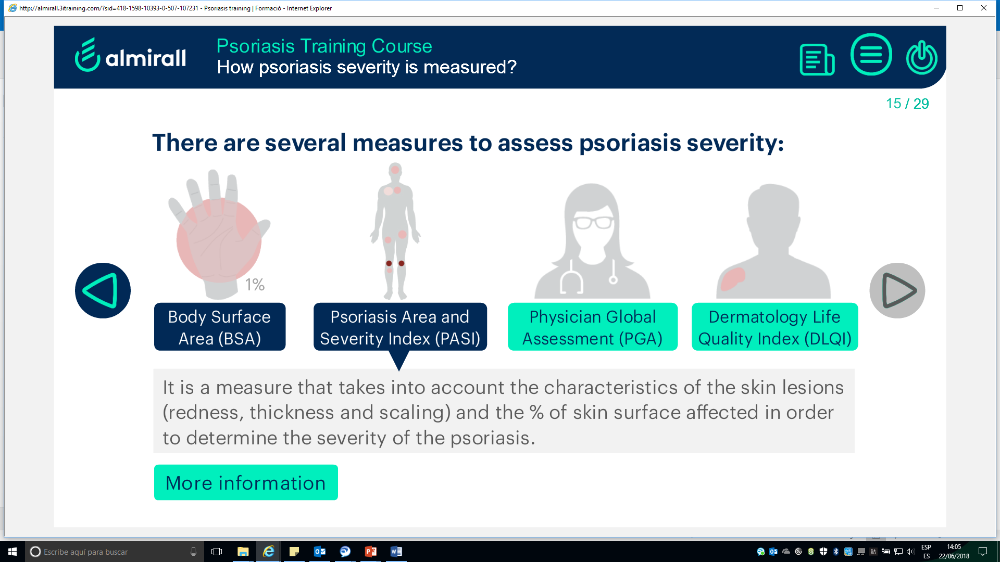 http://almirall.3itraining.com/?sid=418-1598-10393-0-507-107231 - Psoriasis training | Formació - Internet Explorer
almirall
Psoriasis Training Course
How psoriasis severity is measured?
15 / 29
There are several measures to assess psoriasis severity:
1%
Body Surface
Area (BSA)
Psoriasis Area and
Severity Index (PASI)
Physician Global
Assessment (PGA)
Dermatology Life
Quality Index (DLQI)
It is a measure that takes into account the characteristics of the skin lesions
(redness, thickness and scaling) and the % of skin surface affected in order
to determine the severity of the psoriasis.
More information
Escribe aquí para buscar
ESP
ES
14:05
22/06/2018